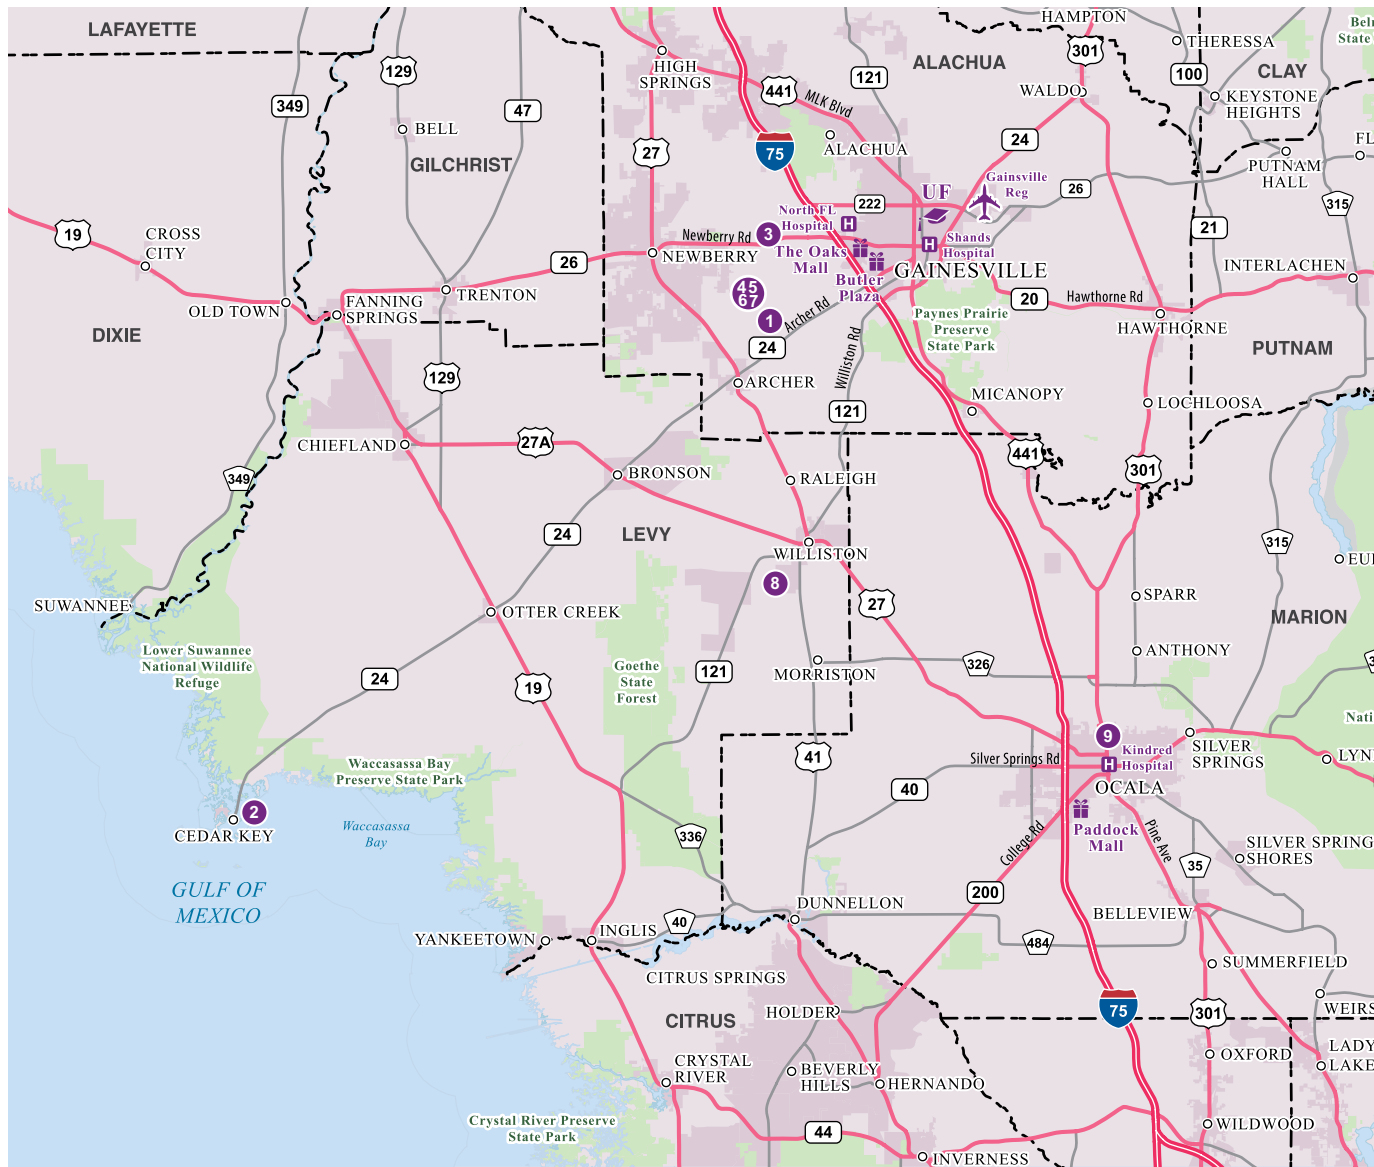 LAFAYETTE
HAMPTON
Beln
State
THERESSA
ALACHUA
CLAY
301
129
121
100
441
MLK Blvd
WALDO
KEYSTONE
HEIGHTS
HIGH
SPRINGS
349
47
BELL
GILCHRIST
27
75
ALACHUA
24
FL
PUTNAM
HALL
UF
Gainsville
Reg
26
222
315
North FL
Hospital
H
19
CROSS
CITY
26
Newberry Rd
3
NEWBERRY
The Oaks
Mall
H
Shands
Hospital
21
GAINESVILLE
INTERLACHEN
Butler
Plaza
45
67
TRENTON
OLD TOWN
FANNING
SPRINGS
1
Archer Rd
20
Hawthorne Rd
HAWTHORNE
Paynes Prairie
Preserve
State Park
DIXIE
24
Williston Rd
PUTNAM
129
ARCHER
MICANOPY
LOCHLOOSA
121
CHIEFLAND
27A
441
301
349
BRONSON
RALEIGH
24
LEVY
WILLISTON
315
EU
8
SUWANNEE
OTTER CREEK
27
SPARR
MARION
Lower Suwannee
National Wildlife
Refuge
Goethe
State
Forest
ANTHONY
24
19
121
MORRISTON
326
Nati
9
Waccasassa Bay
Preserve State Park
41
Silver Springs Rd
Kindred
Hospital
H
SILVER
SPRINGS
LYN
40
OCALA
2
CEDAR KEY
Waccasassa
Bay
336
College Rd
Paddock
Mall
Pine Ave
SILVER SPRING
SHORES
35
GULF OF
MEXICO
200
DUNNELLON
BELLEVIEW
YANKEETOWN
INGLIS
40
484
CITRUS SPRINGS
SUMMERFIELD
CITRUS
HOLDER
75
301
WEIRS
CRYSTAL
RIVER
BEVERLY
HILLS
HERNANDO
OXFORD
LADY
LAKE
Crystal River Preserve
State Park
44
WILDWOOD
INVERNESS